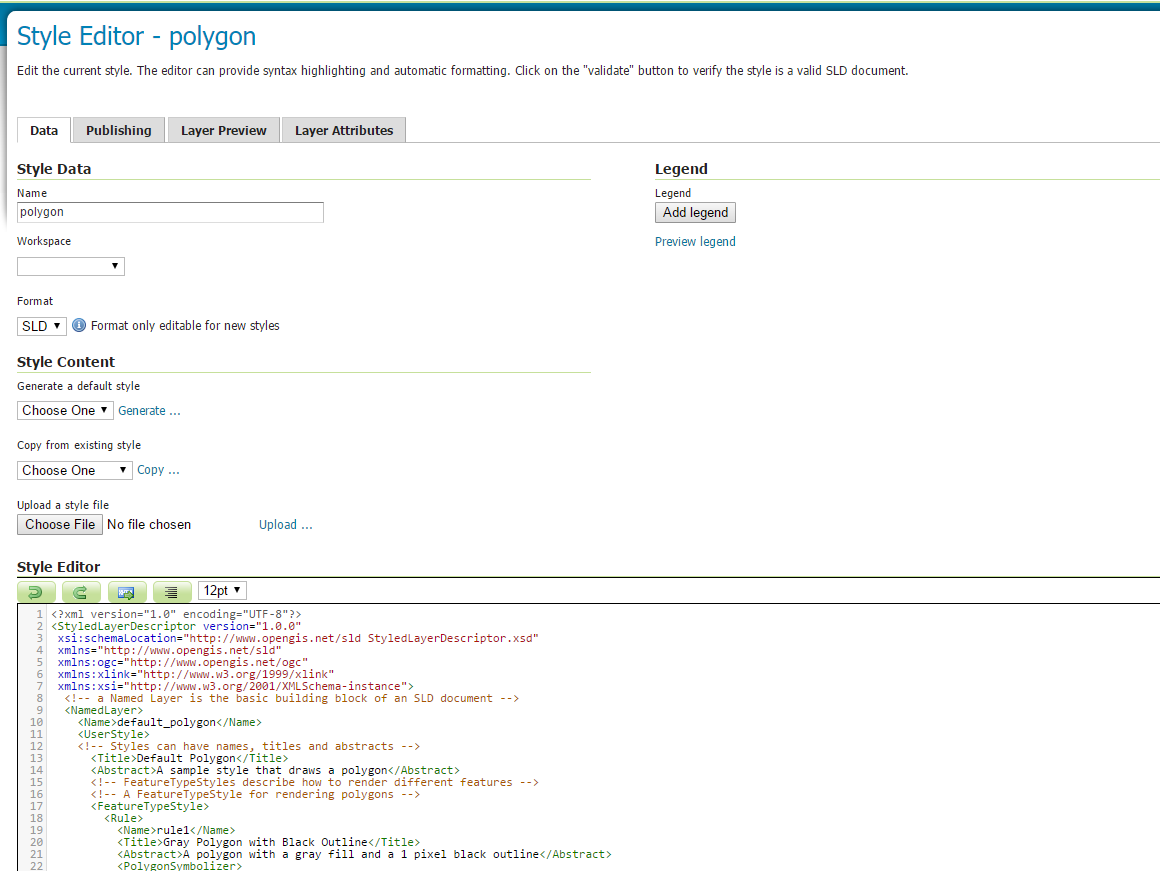 Style Editor - polygon
Edit the current style. The editor can provide syntax highlighting and automatic formatting. Click on the "validate" button to verify the style is a valid SLD document.
Data Publishing Layer Preview Layer Attributes
Style Data
Name
polygon
Workspace
Format
SLD Format only editable for new styles
Legend
Legend
Add legend
Preview legend
Style Content
Generate a default style
Choose One Generate ...
Copy from existing style
Choose One Copy ...
Upload a style file
Choose File No file chosen Upload ...
Style Editor
12pt
1 <?xml version="1.0" encoding="UTF-8"?>
2 <StyledLayerDescriptor version="1.0.0"
3 xsi:schemaLocation="http://www.opengis.net/sld StyledLayerDescriptor.xsd"
4 xmlns="http://www.opengis.net/sld"
5 xmlns:ogc="http://www.opengis.net/ogc"
6 xmlns:xlink="http://www.w3.org/1999/xlink"
7 xmlns:xsi="http://www.w3.org/2001/XMLSchema-instance">
8 <!-- a Named Layer is the basic building block of an SLD document -->
9 <NamedLayer>
10 <Name>default_polygon</Name>
11 <UserStyle>
12 <!-- Styles can have names, titles and abstracts -->
13 <Title>Default Polygon</Title>
14 <Abstract>A sample style that draws a polygon</Abstract>
15 <!-- FeatureTypeStyles describe how to render different features -->
16 <!-- A FeatureTypeStyle for rendering polygons -->
17 <FeatureTypeStyle>
18 <Rule>
19 <Name>rule1</Name>
20 <Title>Gray Polygon with Black Outline</Title>
21 <Abstract>A polygon with a gray fill and a 1 pixel black outline</Abstract>
22 <PolygonSymbolizer>